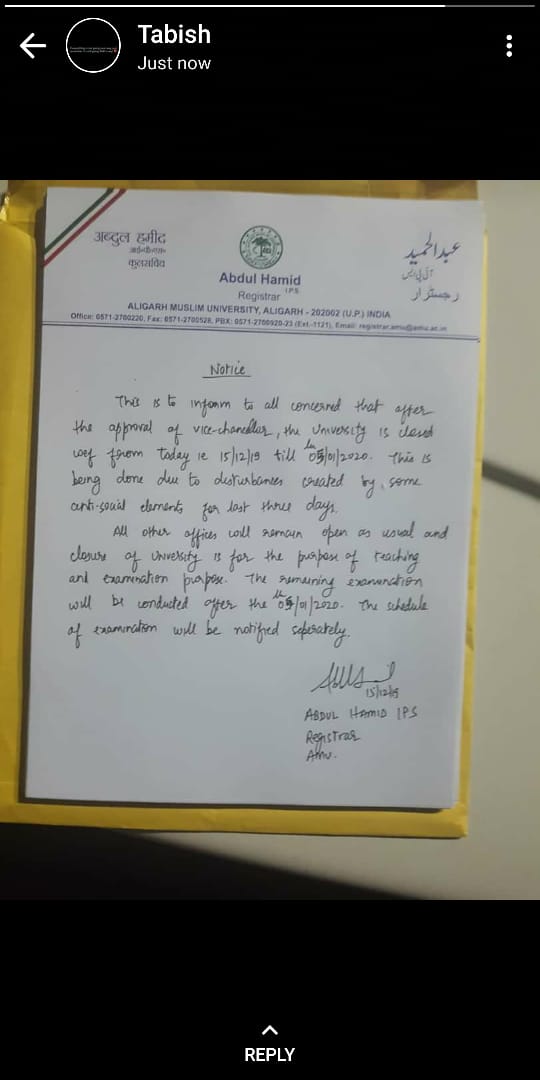 Tabish
Just now
अब्दुल हमीद
आई०पी०एस०
कुलसचिव
عبدالحمید
آئی پی ایس
رجسٹرار
Abdul Hamid
I.P.S.
Registrar
ALIGARH MUSLIM UNIVERSITY, ALIGARH - 202002 (U.P.) INDIA
Office: 0571-2700220, Fax: 0571-2700528, PBX: 0571-2700920-23 (Ext.-1121), Email: registrar.amu@amu.ac.in
Notice
This is to inform to all concerned that after
the approval of vice-chancellor, the University is closed
wef from today ie 15/12/19 till 05/01/2020. This is
being done due to disturbances created by some
anti-social elements for last three days.
All other offices will remain open as usual and
closure of University is for the purpose of teaching
and examination purpose. The remaining examination
will be conducted after the 05/01/2020. The schedule
of examination will be notified seperately.
15/12/19
ABDUL HAMID IPS
Registrar
Amu.
REPLY